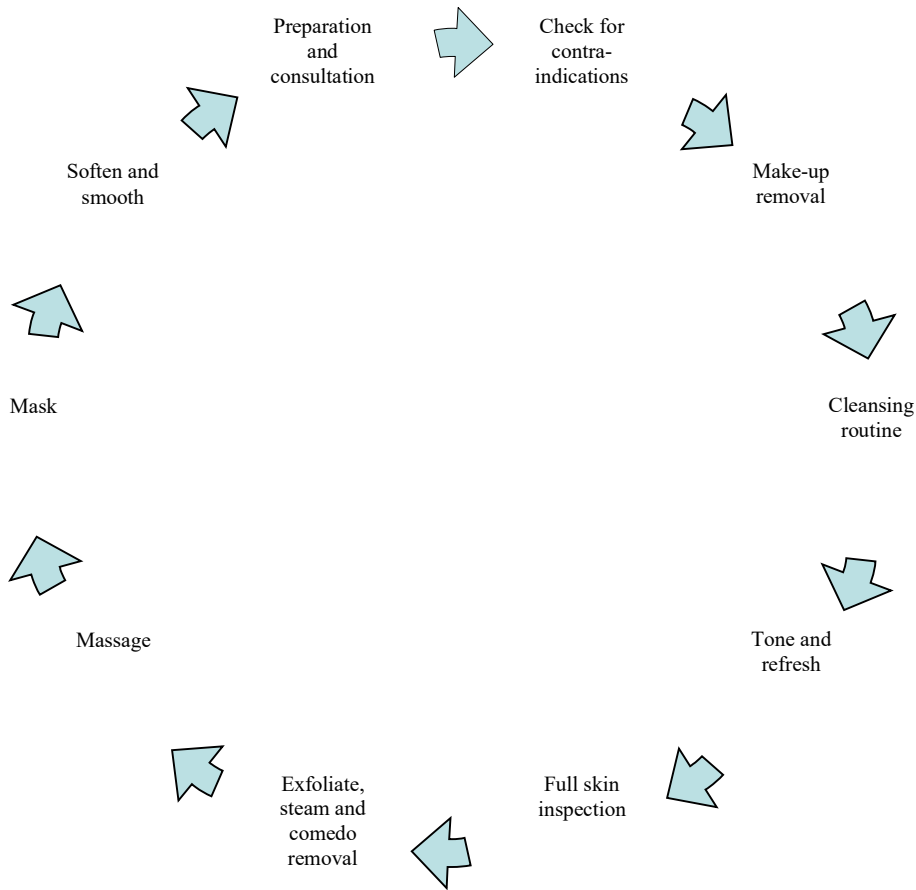 Preparation
and
consultation
Check for
contra-
indications
Make-up
removal
Cleansing
routine
Tone and
refresh
Full skin
inspection
Exfoliate,
steam and
comedo
removal
Massage
Mask
Soften and
smooth